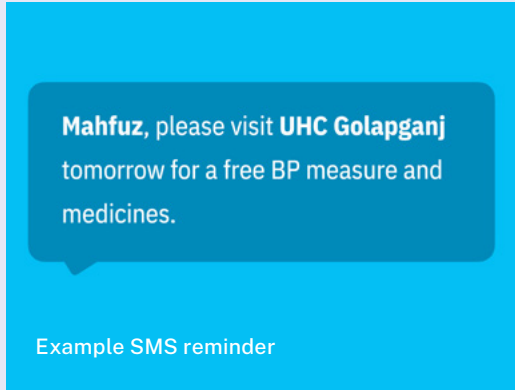 Mahfuz, please visit UHC Golapganj
tomorrow for a free BP measure and
medicines.
Example SMS reminder